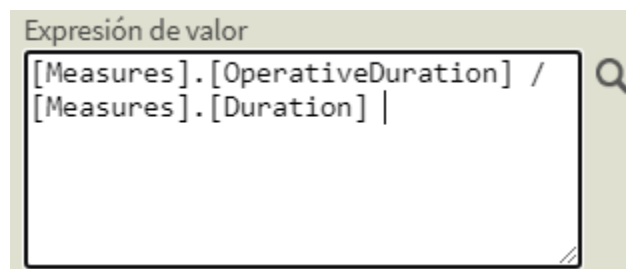 Expresión de valor
[Measures].[OperativeDuration] /
[Measures].[Duration]